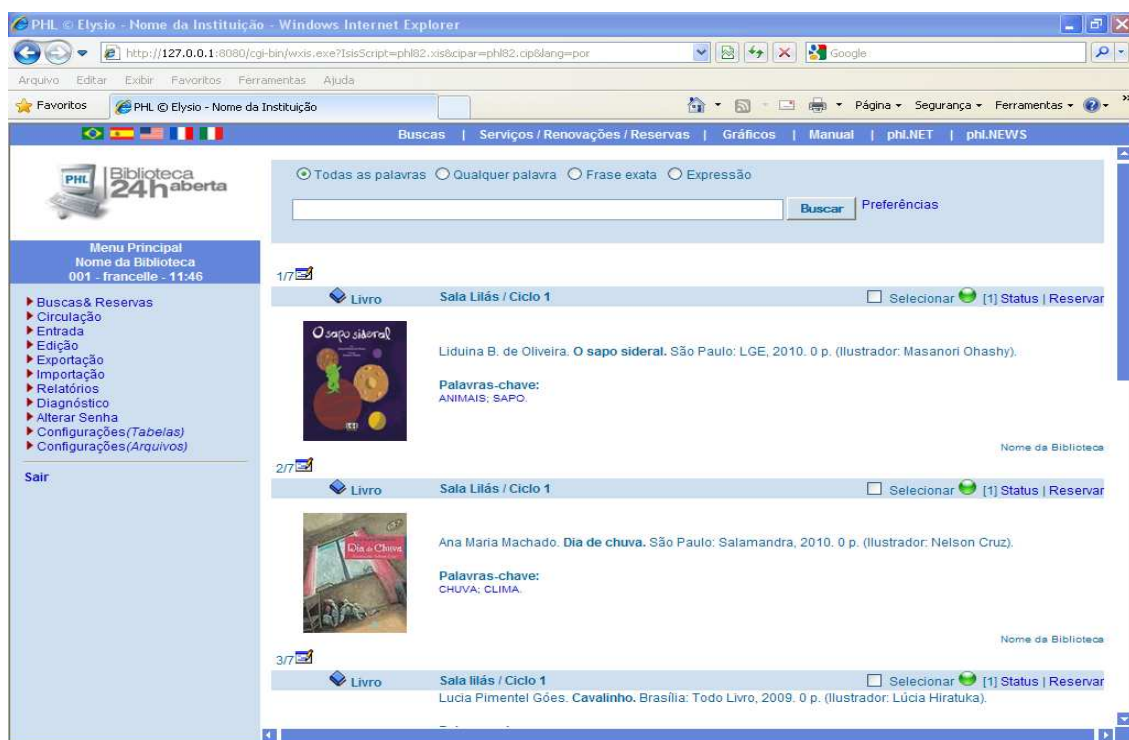 PHL © Elysio - Nome da Instituição - Windows Internet Explorer
http://127.0.0.1:8080/cgi-bin/wxis.exe?IsisScript=phl82.xis&cipar=phl82.cip&lang=por
Google
Arquivo Editar Exibir Favoritos Ferramentas Ajuda
Favoritos PHL © Elysio - Nome da Instituição Página Segurança Ferramentas
Buscas | Serviços / Renovações / Reservas | Gráficos | Manual | phl.NET | phl.NEWS
PHL Biblioteca
24h aberta
Todas as palavras Qualquer palavra Frase exata Expressão
Buscar Preferências
Menu Principal
Nome da Biblioteca
001 - francelle - 11:46
Buscas& Reservas
Circulação
Entrada
Edição
Exportação
Importação
Relatórios
Diagnóstico
Alterar Senha
Configurações(Tabelas)
Configurações(Arquivos)
Sair
1/7
Livro Sala Lilás / Ciclo 1 Selecionar [1] Status | Reservar
O sapo sideral
Liduina B. de Oliveira. O sapo sideral. São Paulo: LGE, 2010. 0 p. (Ilustrador: Masanori Ohashy).
Palavras-chave:
ANIMAIS; SAPO.
Nome da Biblioteca
2/7
Livro Sala Lilás / Ciclo 1 Selecionar [1] Status | Reservar
Dia de Chuva
Ana Maria Machado. Dia de chuva. São Paulo: Salamandra, 2010. 0 p. (Ilustrador: Nelson Cruz).
Palavras-chave:
CHUVA; CLIMA.
Nome da Biblioteca
3/7
Livro Sala lilás / Ciclo 1 Selecionar [1] Status | Reservar
Lucia Pimentel Góes. Cavalinho. Brasília: Todo Livro, 2009. 0 p. (Ilustrador: Lúcia Hiratuka).